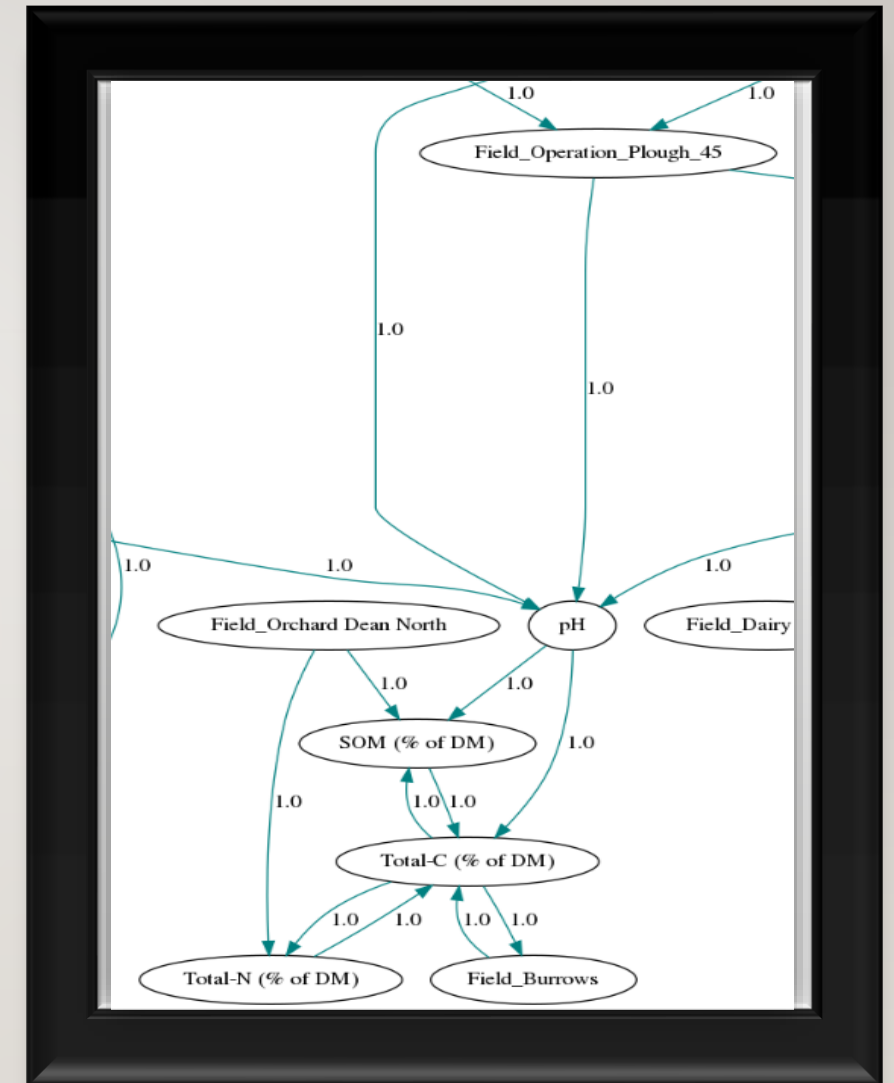 1.0 1.0
Field_Operation_Plough_45
1.0
1.0
1.0 1.0 1.0
Field_Orchard Dean North pH Field_Dairy
1.0 1.0
SOM (% of DM) 1.0
1.0 1.0 1.0
Total-C (% of DM)
1.0 1.0 1.0 1.0
Total-N (% of DM) Field_Burrows